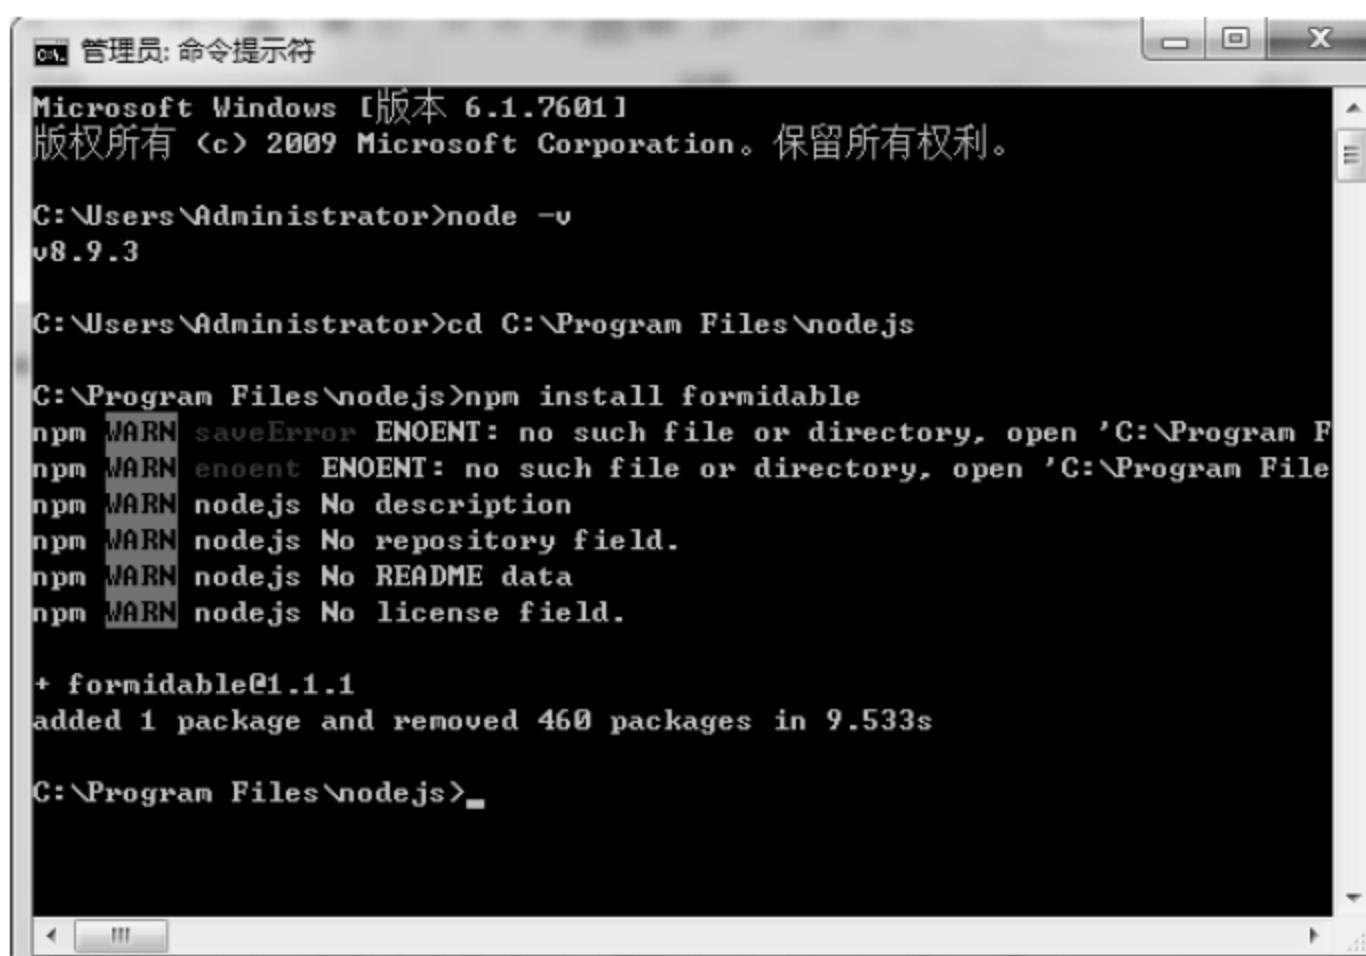 管理员: 命令提示符
Microsoft Windows [版本 6.1.7601]
版权所有 (c) 2009 Microsoft Corporation。保留所有权利。
C:\Users\Administrator>node -v
v8.9.3
C:\Users\Administrator>cd C:\Program Files\nodejs
C:\Program Files\nodejs>npm install formidable
npm WARN saveError ENOENT: no such file or directory, open 'C:\Program F
npm WARN enoent ENOENT: no such file or directory, open 'C:\Program File
npm WARN nodejs No description
npm WARN nodejs No repository field.
npm WARN nodejs No README data
npm WARN nodejs No license field.
+ formidable@1.1.1
added 1 package and removed 460 packages in 9.533s
C:\Program Files\nodejs>